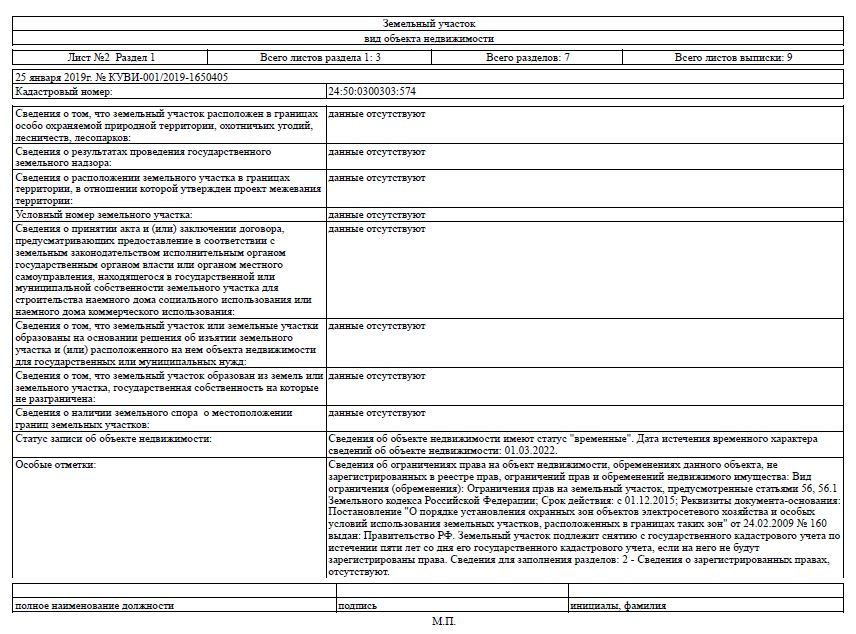 Земельный участок
вид объекта недвижимости
Лист №2 Раздел 1 Всего листов раздела 1: 3 Всего разделов: 7 Всего листов выписки: 9
25 января 2019г. № КУВИ-001/2019-1650405
Кадастровый номер: 24:50:0300303:574
Сведения о том, что земельный участок расположен в границах данные отсутствуют
особо охраняемой природной территории, охотничьих угодий,
лесничеств, лесопарков:
Сведения о результатах проведения государственного данные отсутствуют
земельного надзора:
Сведения о расположении земельного участка в границах данные отсутствуют
территории, в отношении которой утвержден проект межевания
территории:
Условный номер земельного участка: данные отсутствуют
Сведения о принятии акта и (или) заключении договора, данные отсутствуют
предусматривающих предоставление в соответствии с
земельным законодательством исполнительным органом
государственным органом власти или органом местного
самоуправления, находящегося в государственной или
муниципальной собственности земельного участка для
строительства наемного дома социального использования или
наемного дома коммерческого использования:
Сведения о том, что земельный участок или земельные участки данные отсутствуют
образованы на основании решения об изъятии земельного
участка и (или) расположенного на нем объекта недвижимости
для государственных или муниципальных нужд:
Сведения о том, что земельный участок образован из земель или данные отсутствуют
земельного участка, государственная собственность на которые
не разграничена:
Сведения о наличии земельного спора о местоположении данные отсутствуют
границ земельных участков:
Статус записи об объекте недвижимости: Сведения об объекте недвижимости имеют статус "временные". Дата истечения временного характера
сведений об объекте недвижимости: 01.03.2022.
Особые отметки: Сведения об ограничениях права на объект недвижимости, обременениях данного объекта, не
зарегистрированных в реестре прав, ограничений прав и обременений недвижимого имущества: Вид
ограничения (обременения): Ограничения прав на земельный участок, предусмотренные статьями 56, 56.1
Земельного кодекса Российской Федерации; Срок действия: с 01.12.2015; Реквизиты документа-основания:
Постановление "О порядке установления охранных зон объектов электросетевого хозяйства и особых
условий использования земельных участков, расположенных в границах таких зон" от 24.02.2009 № 160
выдан: Правительство РФ. Земельный участок подлежит снятию с государственного кадастрового учета по
истечении пяти лет со дня его государственного кадастрового учета, если на него не будут
зарегистрированы права. Сведения для заполнения разделов: 2 - Сведения о зарегистрированных правах,
отсутствуют.
полное наименование должности подпись инициалы, фамилия
М.П.